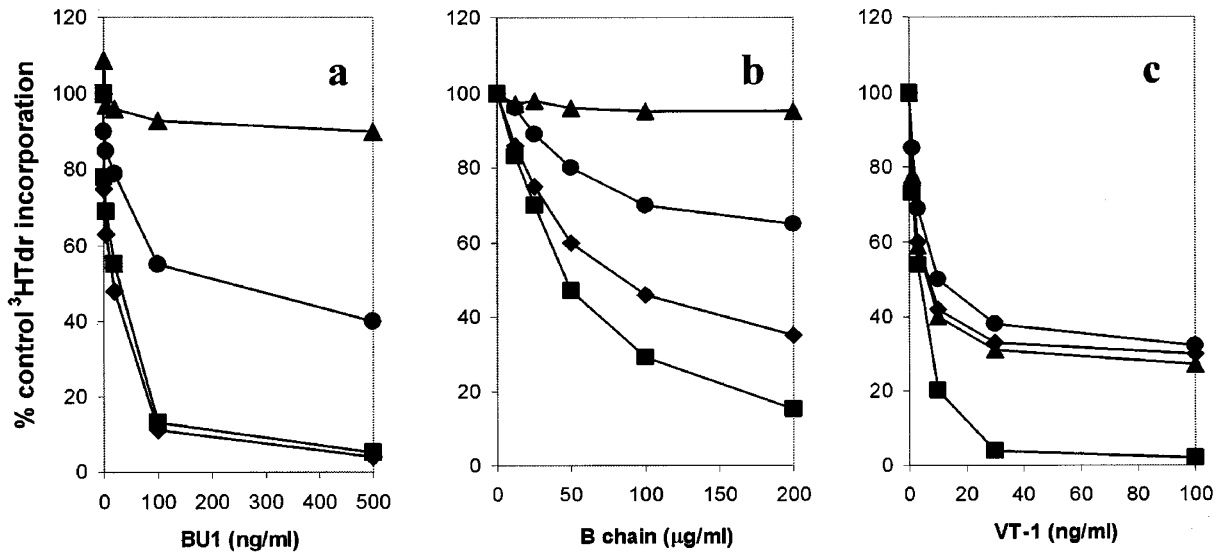 % control ³HTdr incorporation
120
100
80
60
40
20
0
a
0 100 200 300 400 500
BU1 (ng/ml)
120
100
80
60
40
20
0
b
0 50 100 150 200
B chain (µg/ml)
120
100
80
60
40
20
0
c
0 20 40 60 80 100
VT-1 (ng/ml)